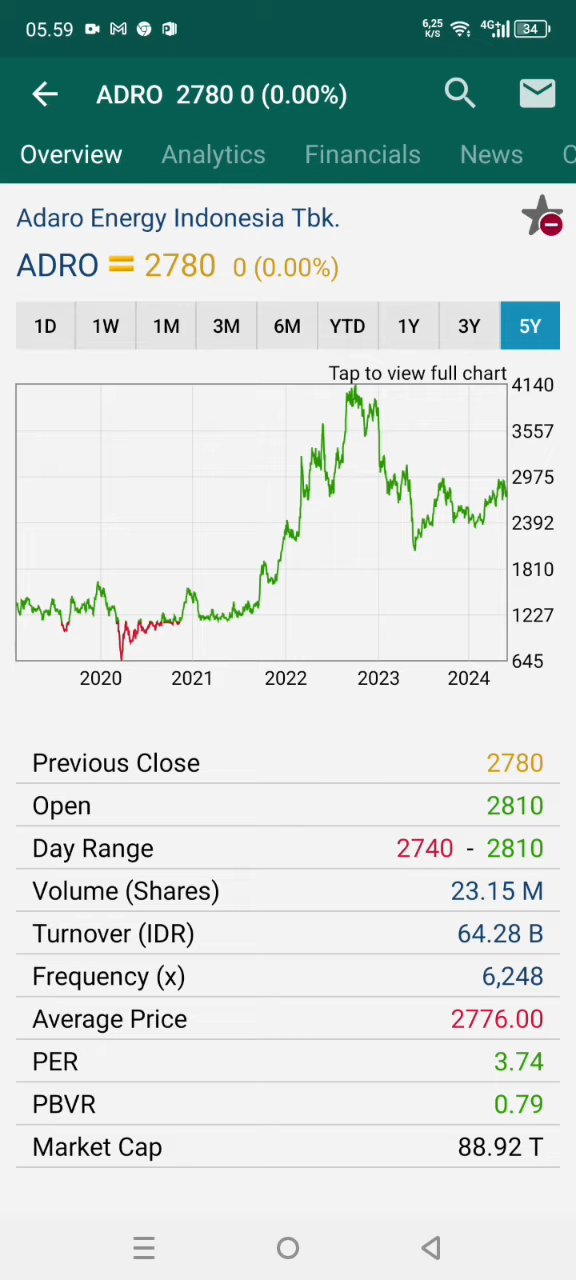 05.59 6,25 K/S 4G+ 34
ADRO 2780 0 (0.00%)
Overview Analytics Financials News C
Adaro Energy Indonesia Tbk.
ADRO = 2780 0 (0.00%)
1D 1W 1M 3M 6M YTD 1Y 3Y 5Y
Tap to view full chart
4140
3557
2975
2392
1810
1227
645
2020 2021 2022 2023 2024
Previous Close 2780
Open 2810
Day Range 2740 - 2810
Volume (Shares) 23.15 M
Turnover (IDR) 64.28 B
Frequency (x) 6,248
Average Price 2776.00
PER 3.74
PBVR 0.79
Market Cap 88.92 T